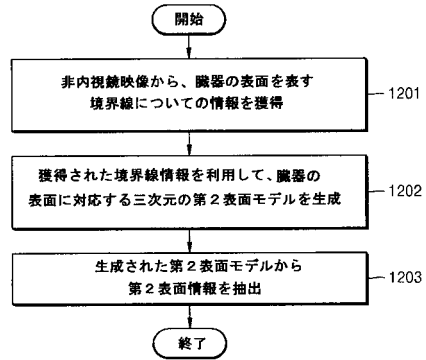 開始
非内視鏡映像から、臓器の表面を表す
境界線についての情報を獲得
1201
獲得された境界線情報を利用して、臓器の
表面に対応する三次元の第2表面モデルを生成
1202
生成された第2表面モデルから
第2表面情報を抽出
1203
終了